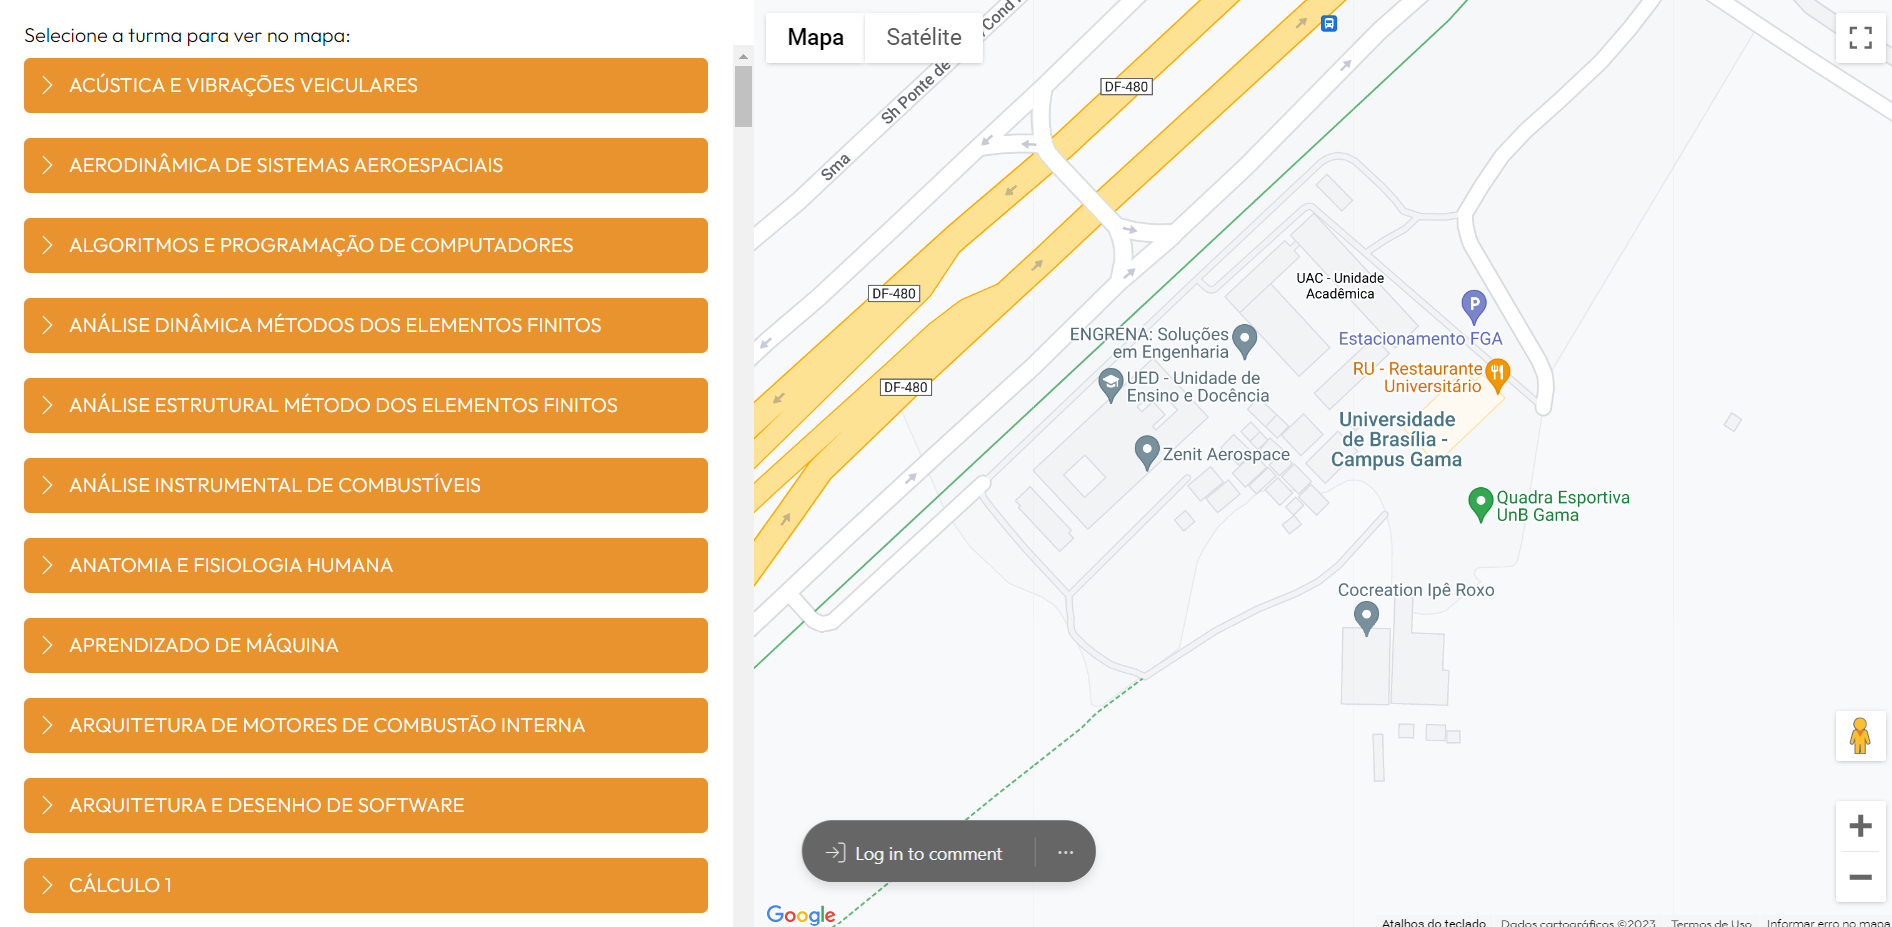 Selecione a turma para ver no mapa:
ACÚSTICA E VIBRAÇÕES VEICULARES
AERODINÂMICA DE SISTEMAS AEROESPACIAIS
ALGORITMOS E PROGRAMAÇÃO DE COMPUTADORES
ANÁLISE DINÂMICA MÉTODOS DOS ELEMENTOS FINITOS
ANÁLISE ESTRUTURAL MÉTODO DOS ELEMENTOS FINITOS
ANÁLISE INSTRUMENTAL DE COMBUSTÍVEIS
ANATOMIA E FISIOLOGIA HUMANA
APRENDIZADO DE MÁQUINA
ARQUITETURA DE MOTORES DE COMBUSTÃO INTERNA
ARQUITETURA E DESENHO DE SOFTWARE
CÁLCULO 1
Mapa
Satélite
Sh Ponte de
Cond
Sma
DF-480
DF-480
DF-480
UAC - Unidade
Acadêmica
P
Estacionamento FGA
ENGRENA: Soluções
em Engenharia
RU - Restaurante
Universitário
UED - Unidade de
Ensino e Docência
Universidade
de Brasília -
Campus Gama
Zenit Aerospace
Quadra Esportiva
UnB Gama
Cocreation Ipê Roxo
Log in to comment
Google
Atalhos do teclado
Dados cartográficos ©2023
Termos de Uso
Informar erro no mapa